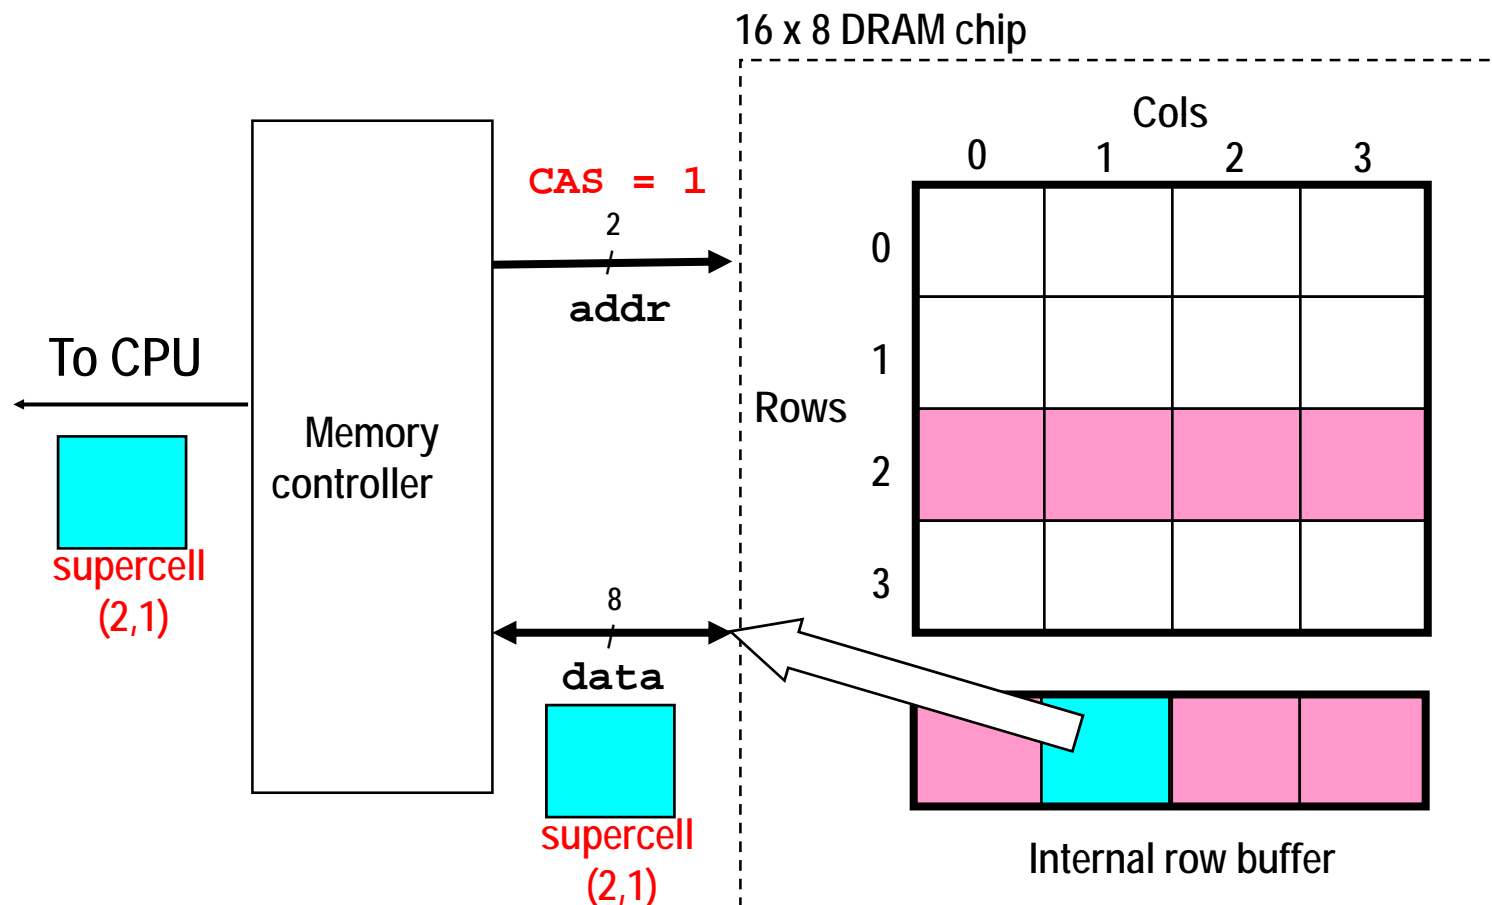 16 x 8 DRAM chip
Cols
0 1 2 3
CAS = 1
2
addr
0
1
Rows
2
3
To CPU
Memory
controller
supercell
(2,1)
8
data
supercell
(2,1)
Internal row buffer